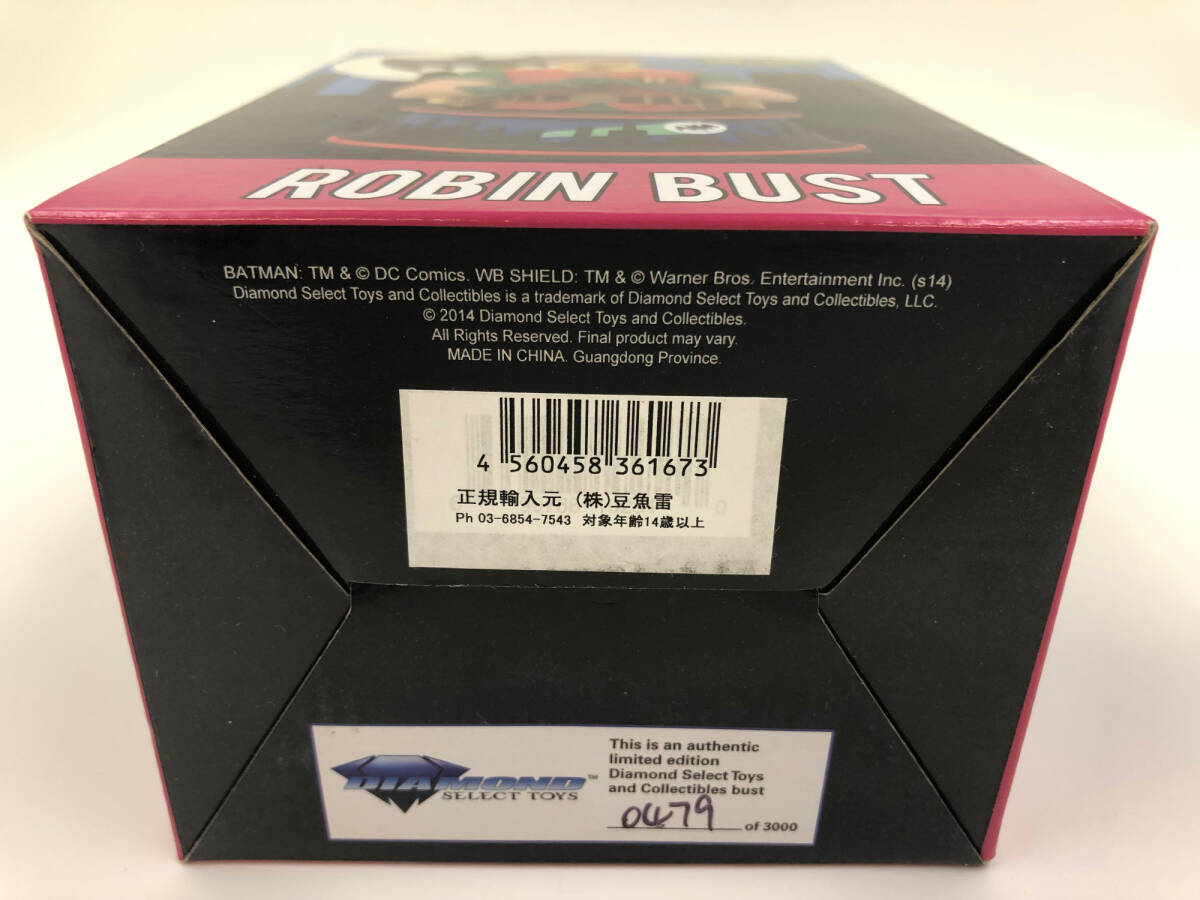 ROBIN BUST
BATMAN: TM & © DC Comics. WB SHIELD: TM & © Warner Bros. Entertainment Inc. (s14)
Diamond Select Toys and Collectibles is a trademark of Diamond Select Toys and Collectibles, LLC.
© 2014 Diamond Select Toys and Collectibles.
All Rights Reserved. Final product may vary.
MADE IN CHINA. Guangdong Province.
4 560458 361673
正規輸入元 (株)豆魚雷
Ph 03-6854-7543 対象年齢14歳以上
DIAMOND™
SELECT TOYS
This is an authentic
limited edition
Diamond Select Toys
and Collectibles bust
0479 of 3000